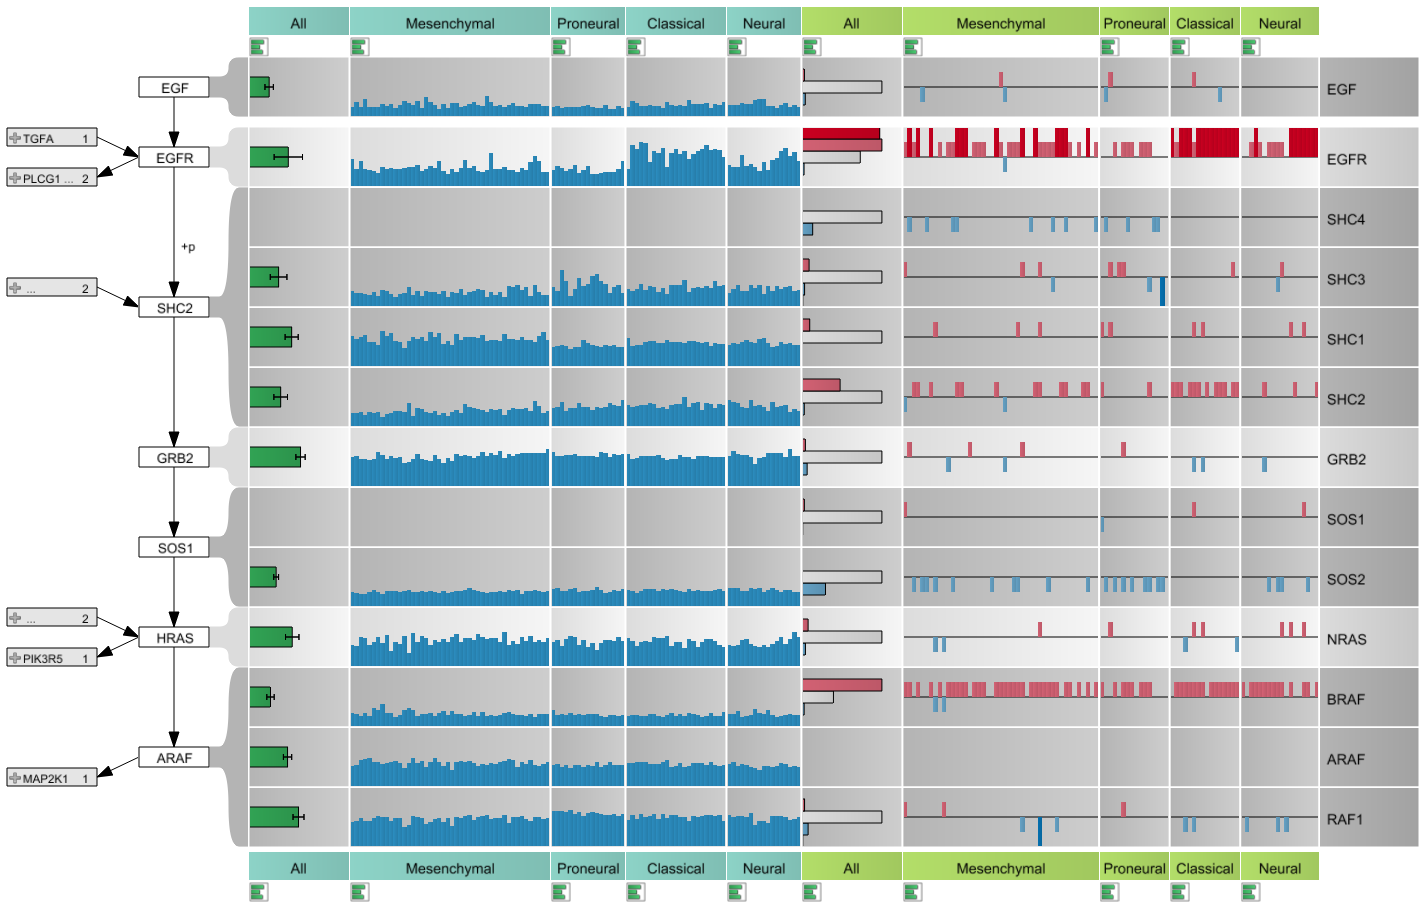 All Mesenchymal Proneural Classical Neural All Mesenchymal Proneural Classical Neural
EGF EGF
TGFA 1
EGFR EGFR
PLCG1 ... 2
SHC4
+p
... 2 SHC3
SHC2
SHC1
SHC2
GRB2 GRB2
SOS1
SOS1
SOS2
... 2
HRAS NRAS
PIK3R5 1
BRAF
ARAF ARAF
MAP2K1 1
RAF1
All Mesenchymal Proneural Classical Neural All Mesenchymal Proneural Classical Neural